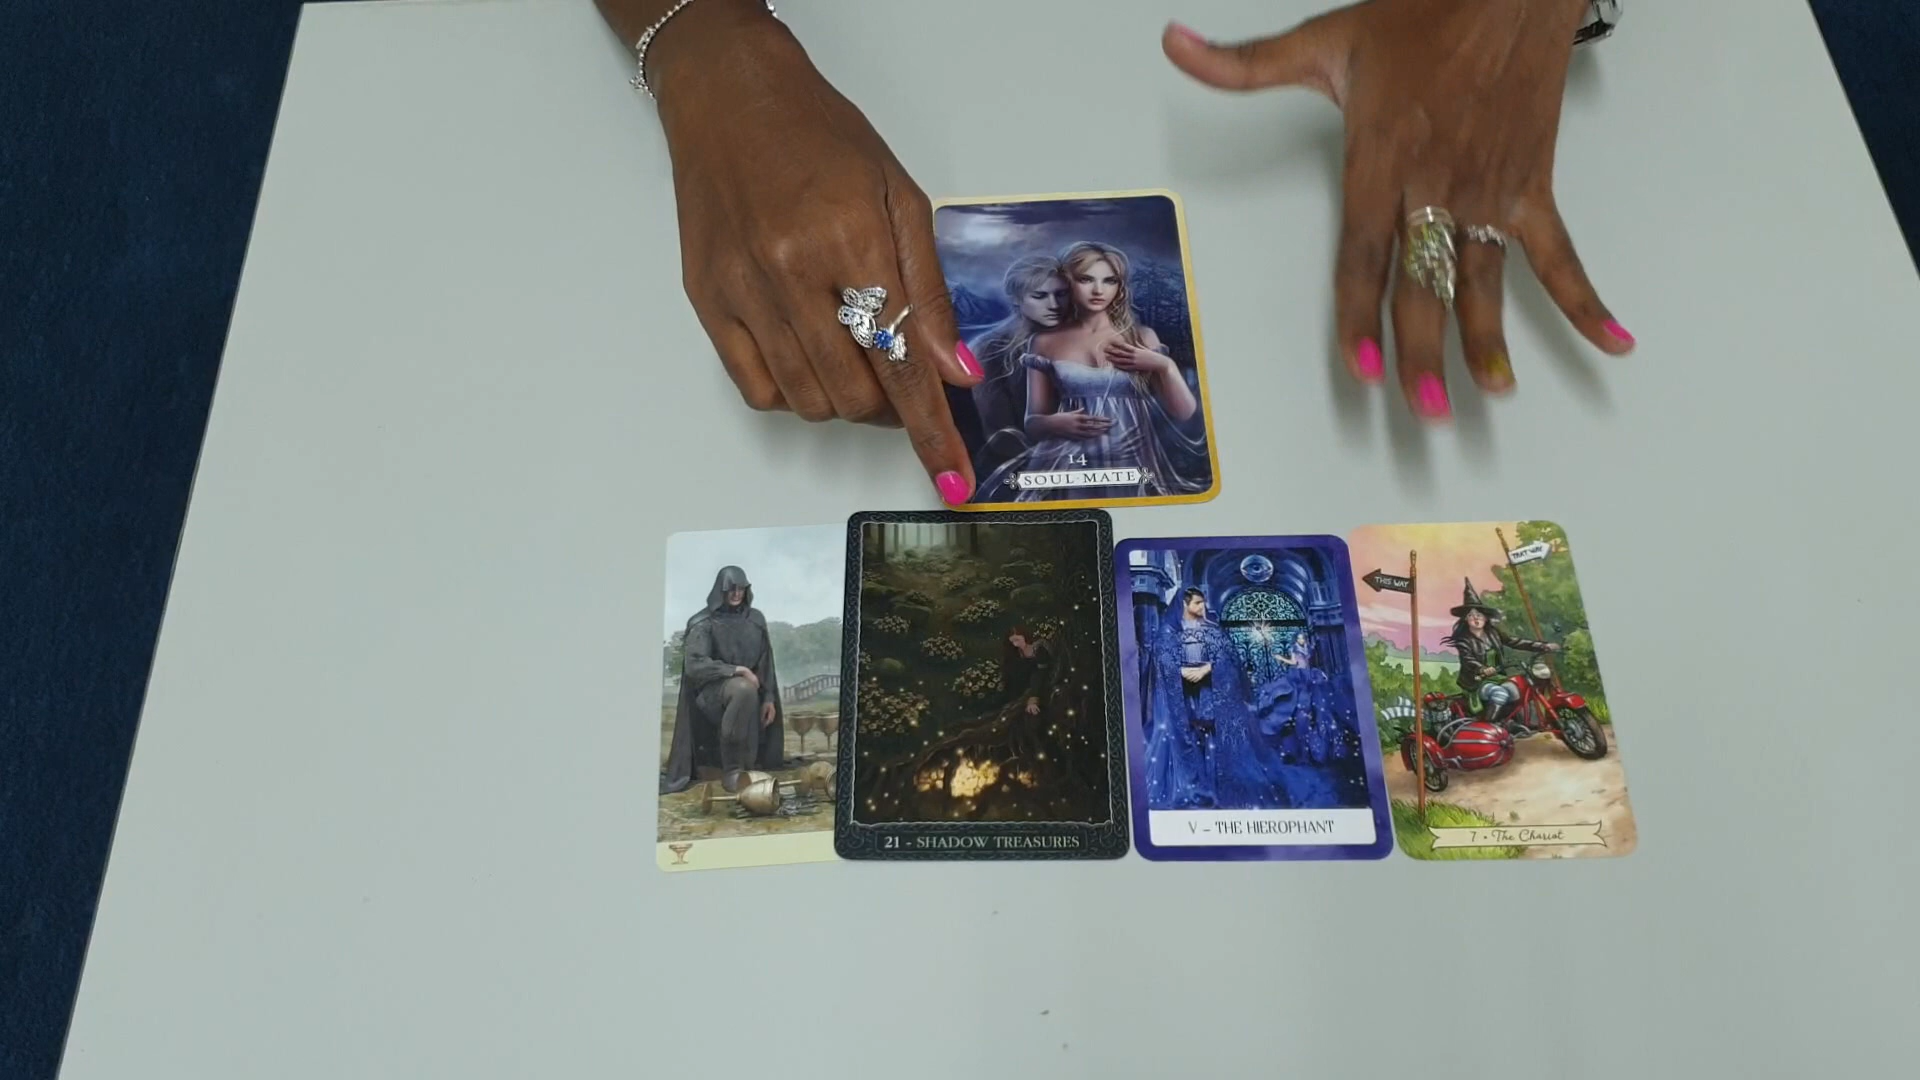 14
SOUL·MATE
THIS WAY
THAT WAY
21 - SHADOW TREASURES
V - THE HIEROPHANT
7 • The Chariot